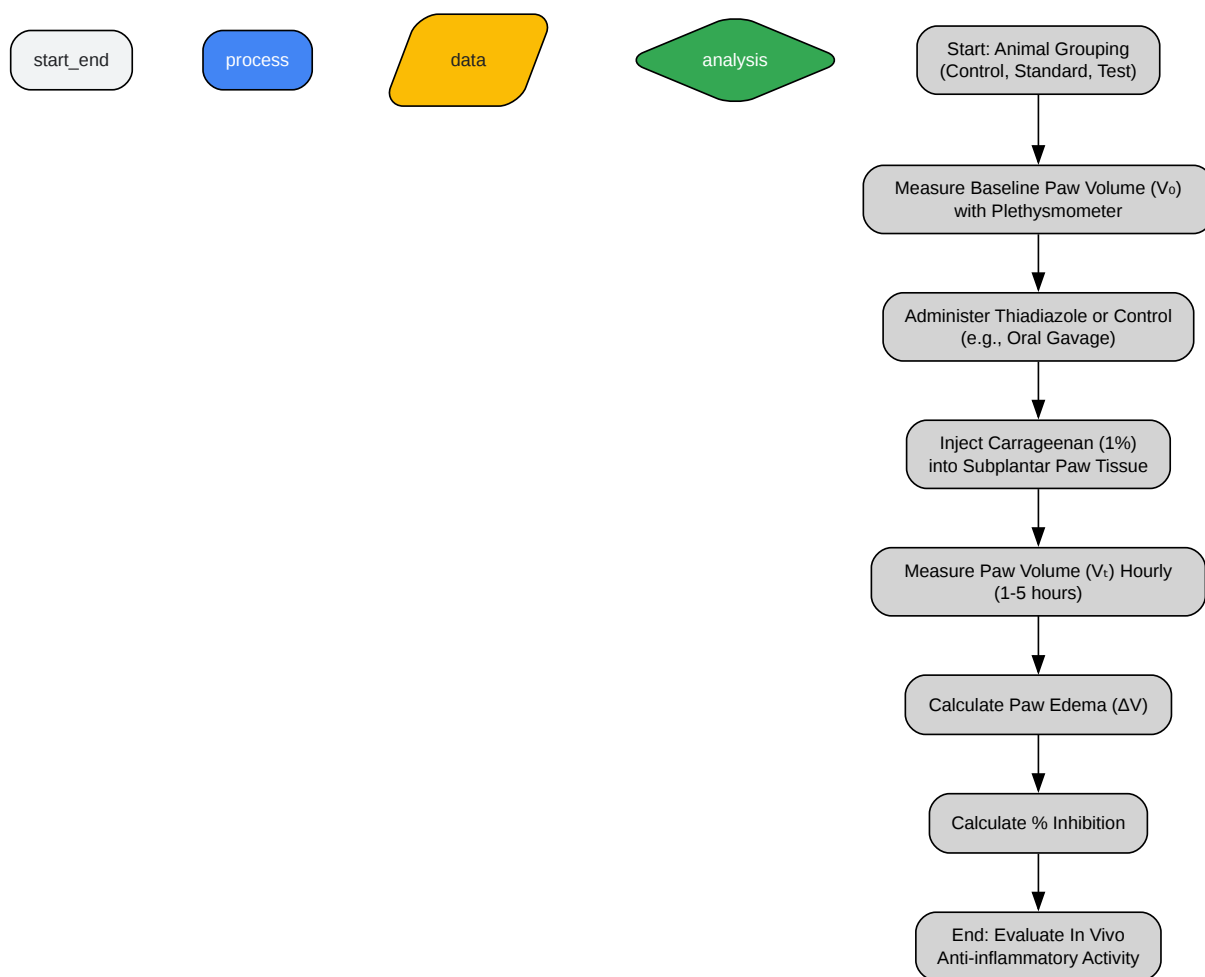 start_end
process
data
analysis
Start: Animal Grouping
(Control, Standard, Test)
Measure Baseline Paw Volume (V₀)
with Plethysmometer
Administer Thiadiazole or Control
(e.g., Oral Gavage)
Inject Carrageenan (1%)
into Subplantar Paw Tissue
Measure Paw Volume (Vₜ) Hourly
(1-5 hours)
Calculate Paw Edema (ΔV)
Calculate % Inhibition
End: Evaluate In Vivo
Anti-inflammatory Activity